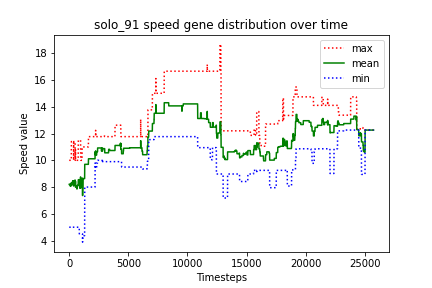 solo_91 speed gene distribution over time
max
mean
min
Speed value
18
16
14
12
10
8
6
4
0 5000 10000 15000 20000 25000
Timesteps